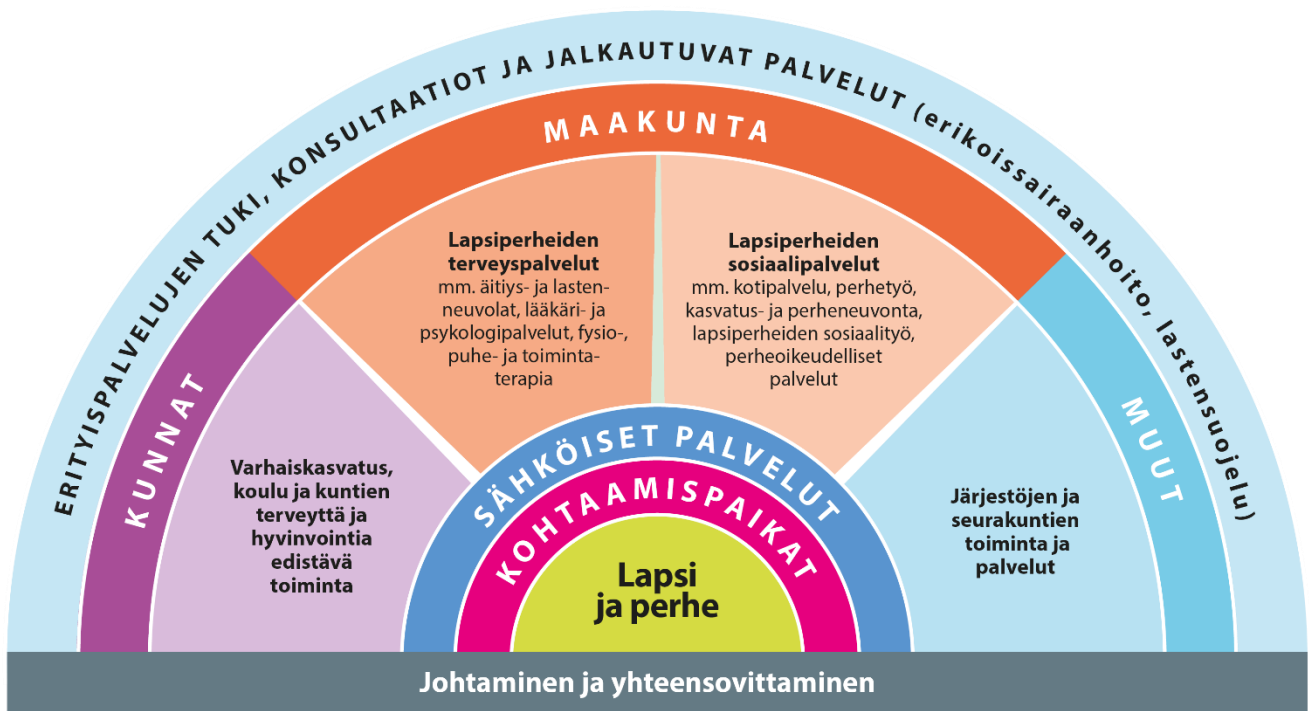 ERITYISPALVELUJEN TUKI, KONSULTAATIOT JA JALKAUTUVAT PALVELUT (erikoissairaanhoito, lastensuojelu)
MAAKUNTA
KUNNAT
MUUT
Lapsiperheiden
terveyspalvelut
mm. äitiys- ja lasten-
neuvolat, lääkäri- ja
psykologipalvelut, fysio-,
puhe- ja toiminta-
terapia
Lapsiperheiden
sosiaalipalvelut
mm. kotipalvelu, perhetyö,
kasvatus- ja perheneuvonta,
lapsiperheiden sosiaalityö,
perheoikeudelliset
palvelut
Varhaiskasvatus,
koulu ja kuntien
terveyttä ja
hyvinvointia
edistävä
toiminta
Järjestöjen ja
seurakuntien
toiminta ja
palvelut
SÄHKÖISET PALVELUT
KOHTAAMISPAIKAT
Lapsi
ja perhe
Johtaminen ja yhteensovittaminen